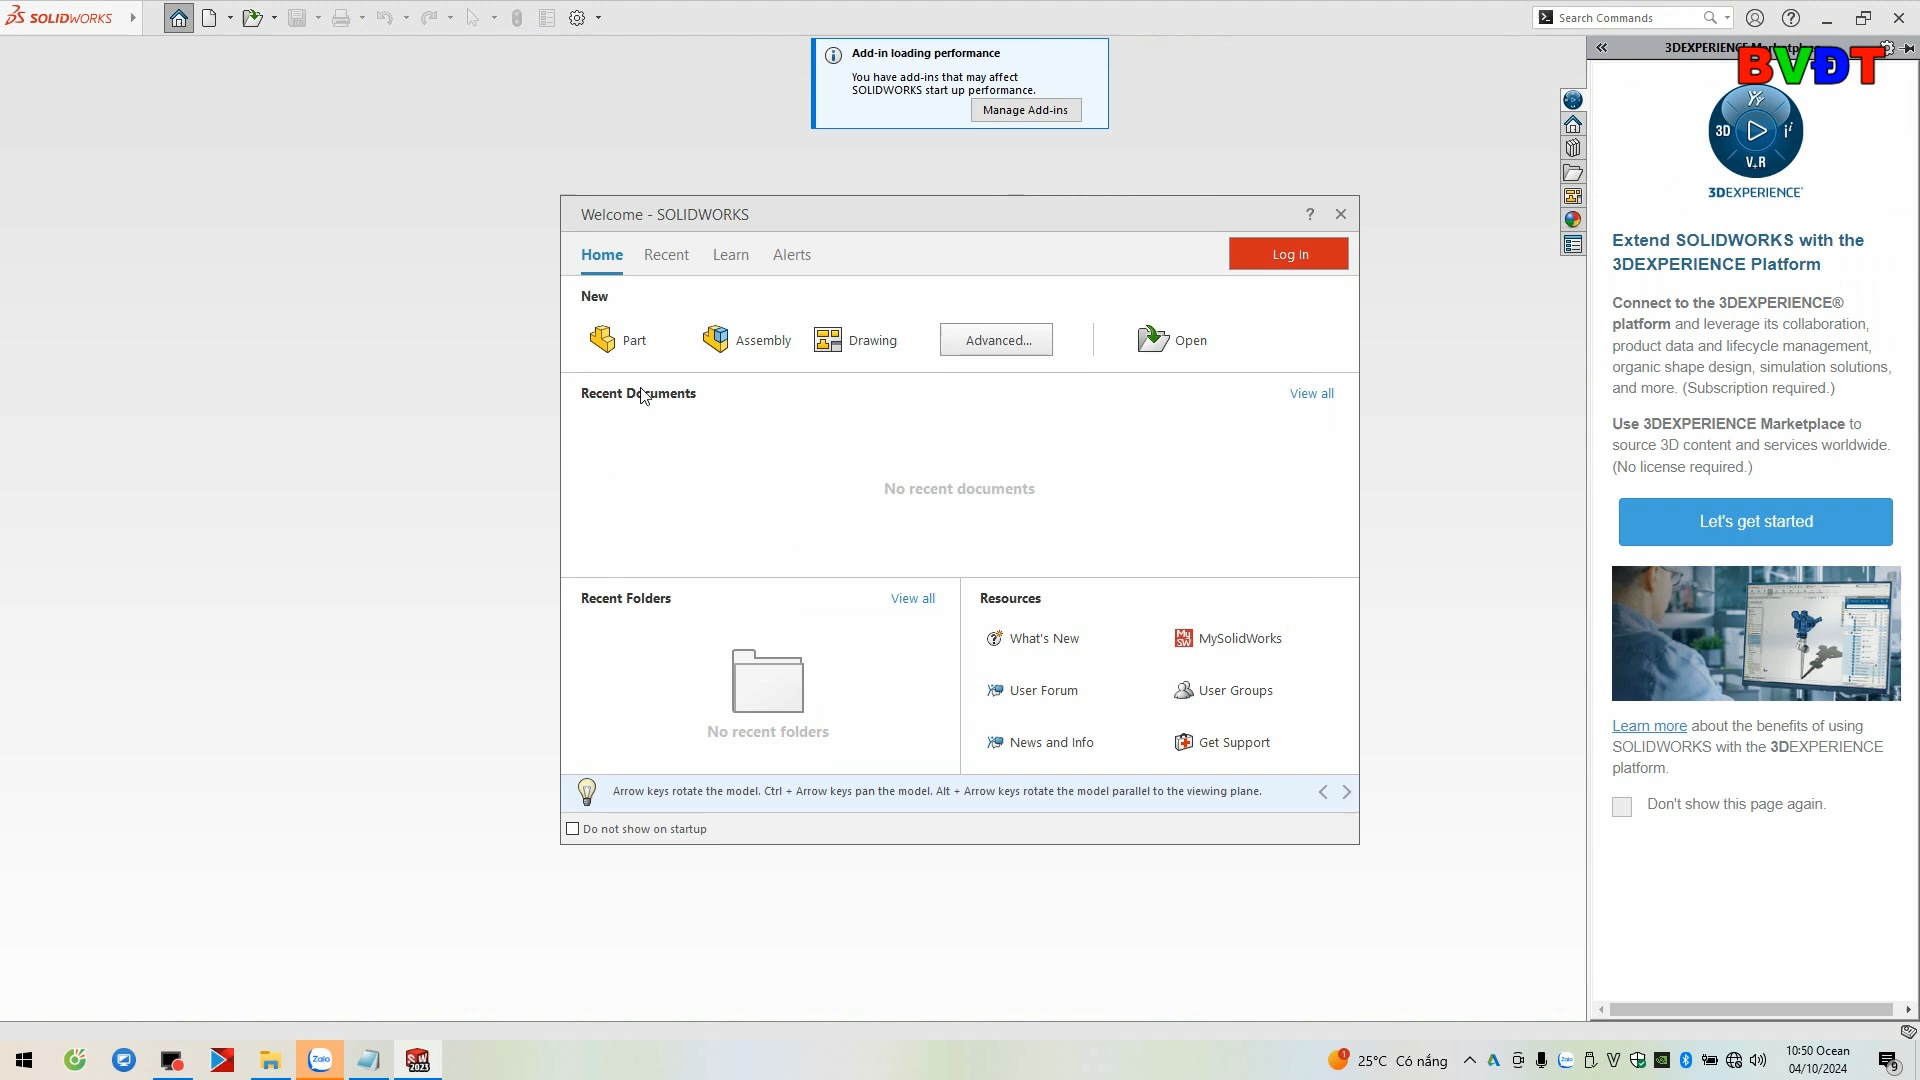 SOLIDWORKS
Search Commands
Add-in loading performance
You have add-ins that may affect
SOLIDWORKS start up performance.
Manage Add-ins
3DEXPERIENCE
BVĐT
3D
V+R
3DEXPERIENCE
Welcome - SOLIDWORKS
?
Home
Recent
Learn
Alerts
Log In
New
Part
Assembly
Drawing
Advanced...
Open
Recent Documents
View all
No recent documents
Recent Folders
View all
No recent folders
Resources
What's New
MySolidWorks
User Forum
User Groups
News and Info
Get Support
Arrow keys rotate the model. Ctrl + Arrow keys pan the model. Alt + Arrow keys rotate the model parallel to the viewing plane.
Do not show on startup
Extend SOLIDWORKS with the
3DEXPERIENCE Platform
Connect to the 3DEXPERIENCE®
platform and leverage its collaboration,
product data and lifecycle management,
organic shape design, simulation solutions,
and more. (Subscription required.)
Use 3DEXPERIENCE Marketplace to
source 3D content and services worldwide.
(No license required.)
Let's get started
Learn more about the benefits of using
SOLIDWORKS with the 3DEXPERIENCE
platform.
Don't show this page again.
Zalo
SW
2023
1
25°C Có nắng
10:50 Ocean
04/10/2024
9